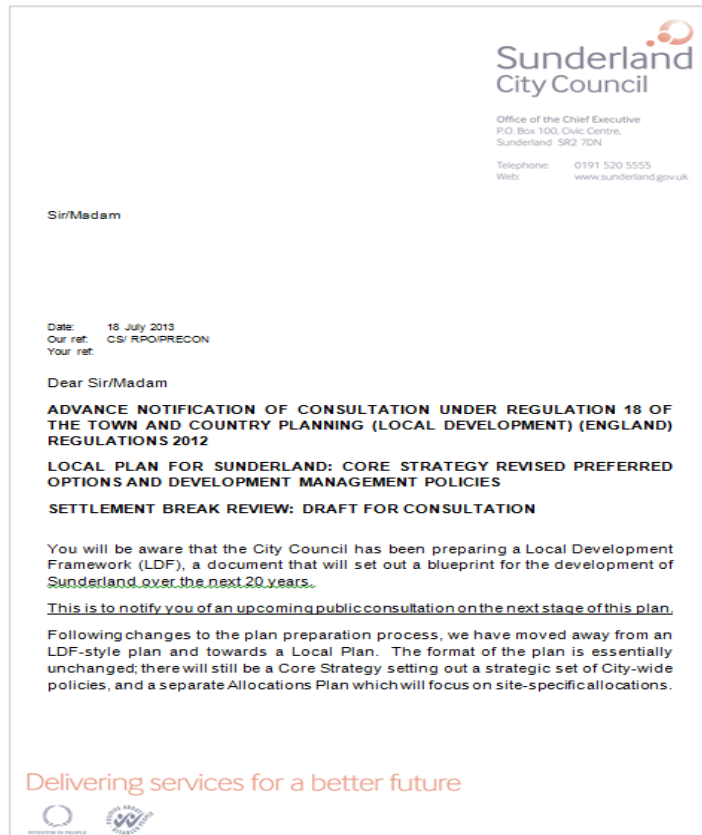 Sunderland
City Council
Office of the Chief Executive
P.O. Box 100, Civic Centre,
Sunderland SR2 7DN
Telephone: 0191 520 5555
Web: www.sunderland.gov.uk
Sir/Madam
Date: 18 July 2013
Our ref: CS/ RPO/PRECON
Your ref:
Dear Sir/Madam
ADVANCE NOTIFICATION OF CONSULTATION UNDER REGULATION 18 OF
THE TOWN AND COUNTRY PLANNING (LOCAL DEVELOPMENT) (ENGLAND)
REGULATIONS 2012
LOCAL PLAN FOR SUNDERLAND: CORE STRATEGY REVISED PREFERRED
OPTIONS AND DEVELOPMENT MANAGEMENT POLICIES
SETTLEMENT BREAK REVIEW: DRAFT FOR CONSULTATION
You will be aware that the City Council has been preparing a Local Development
Framework (LDF), a document that will set out a blueprint for the development of
Sunderland over the next 20 years.
This is to notify you of an upcoming public consultation on the next stage of this plan.
Following changes to the plan preparation process, we have moved away from an
LDF-style plan and towards a Local Plan. The format of the plan is essentially
unchanged; there will still be a Core Strategy setting out a strategic set of City-wide
policies, and a separate Allocations Plan which will focus on site-specific allocations.
Delivering services for a better future
INVESTOR IN PEOPLE